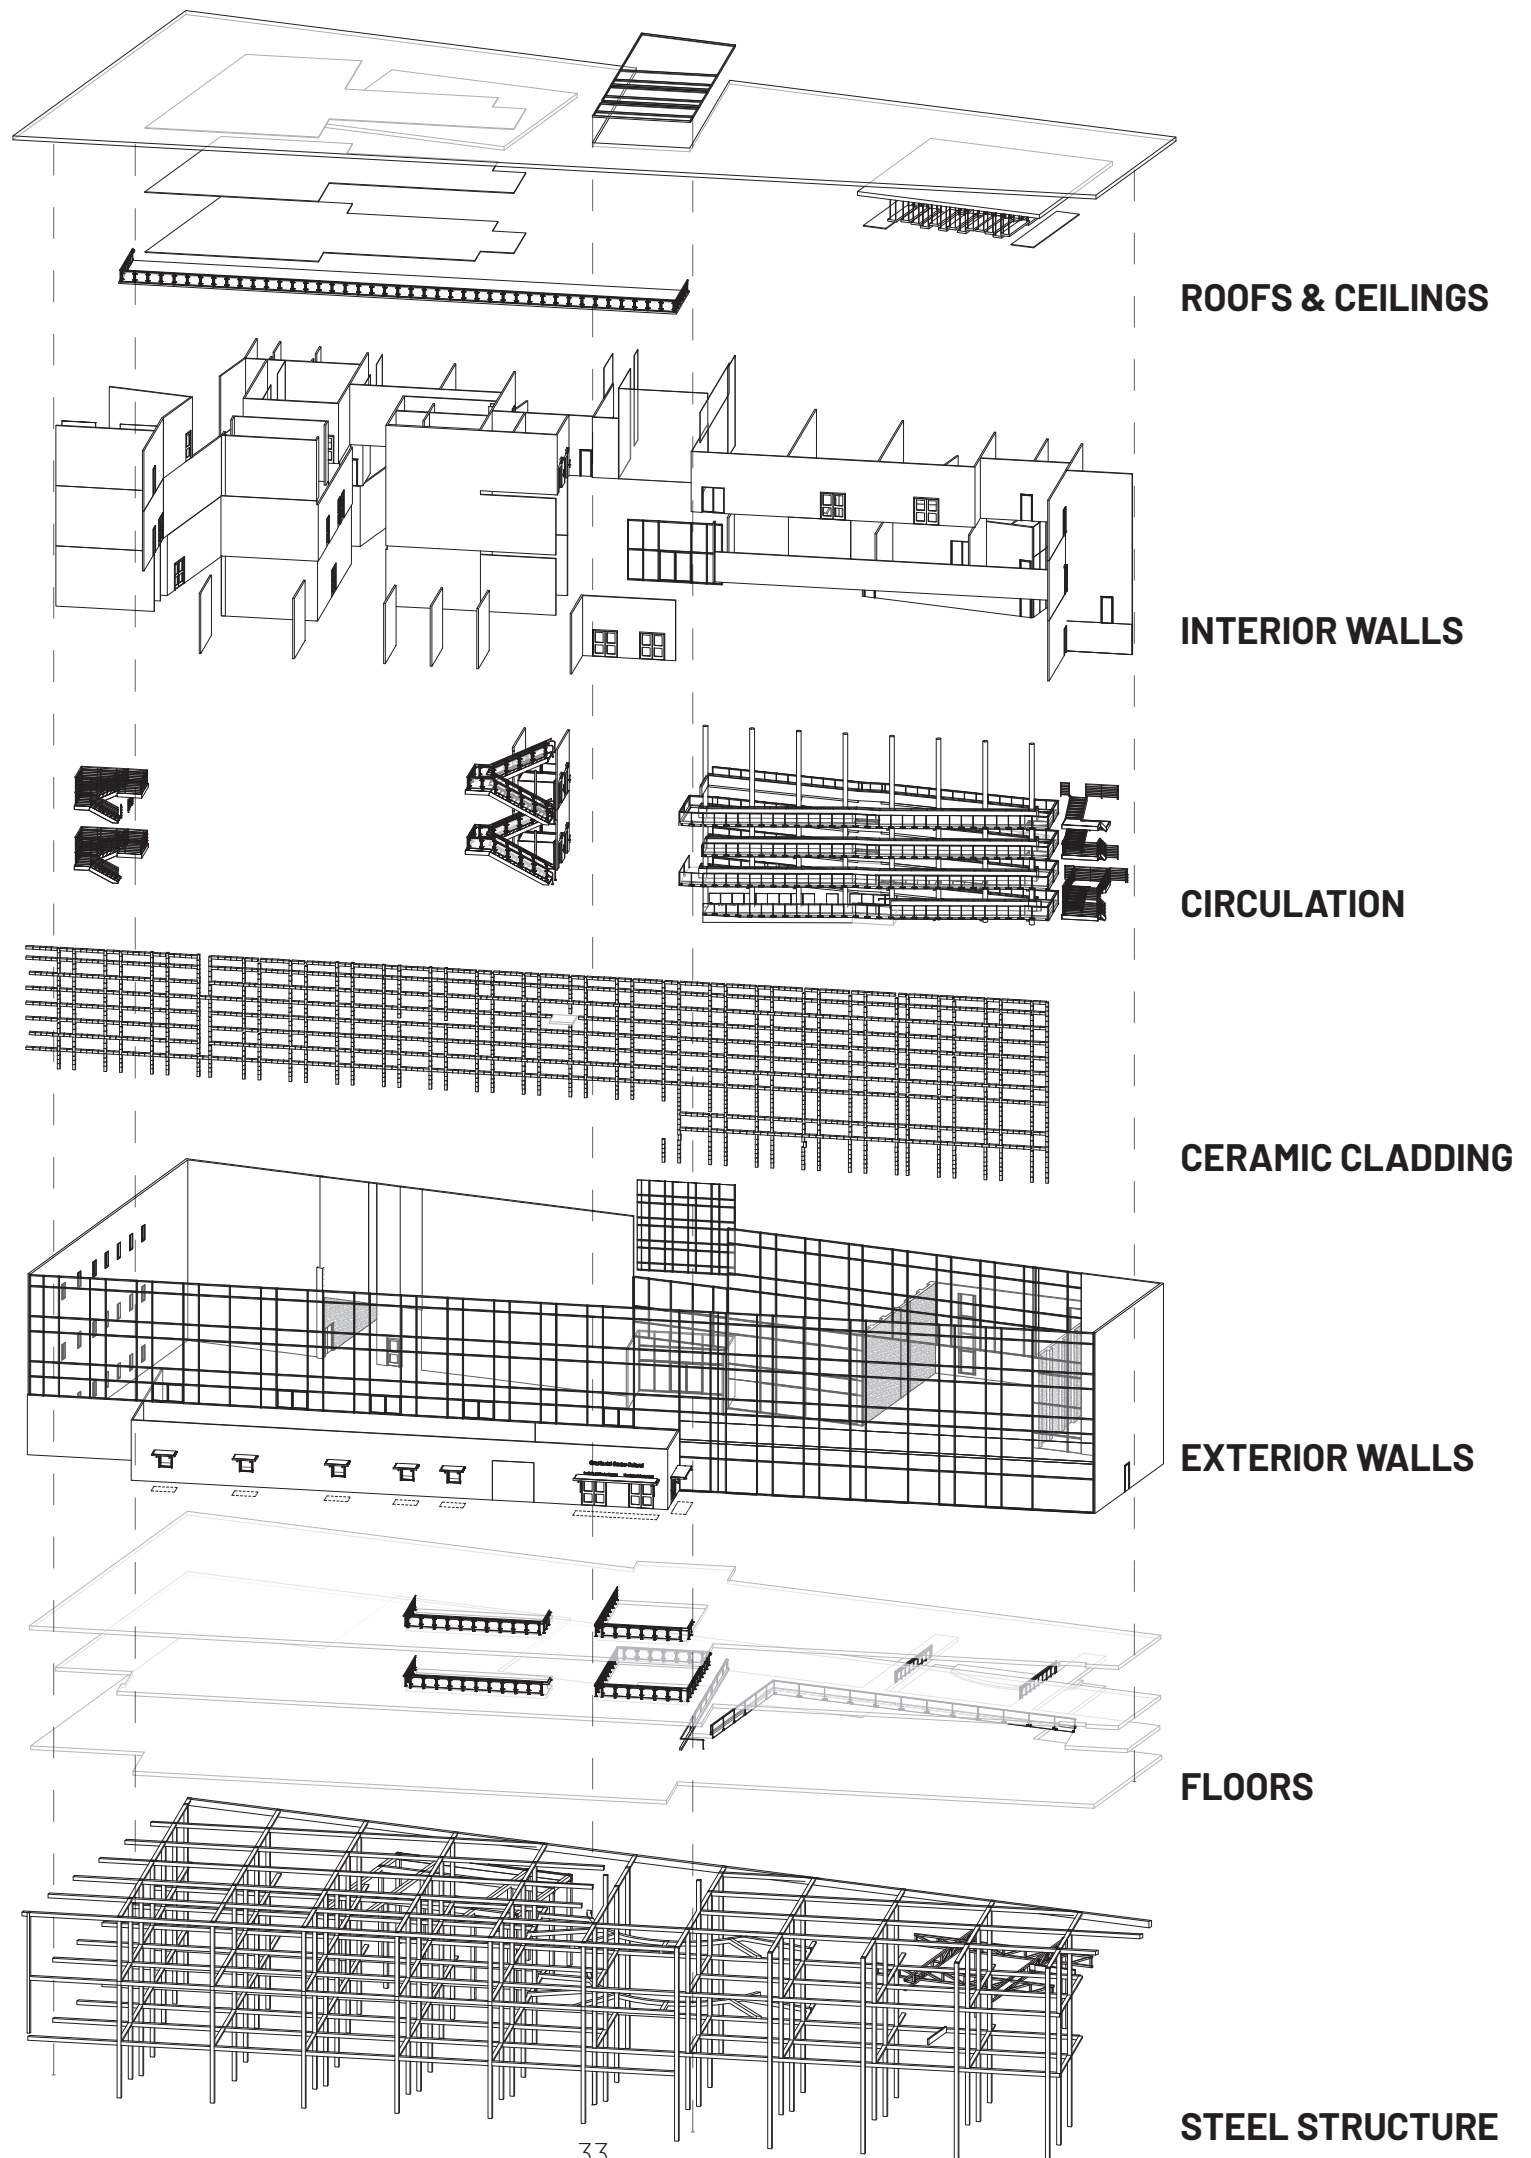 ROOFS & CEILINGS
INTERIOR WALLS
CIRCULATION
CERAMIC CLADDING
EXTERIOR WALLS
FLOORS
STEEL STRUCTURE
33